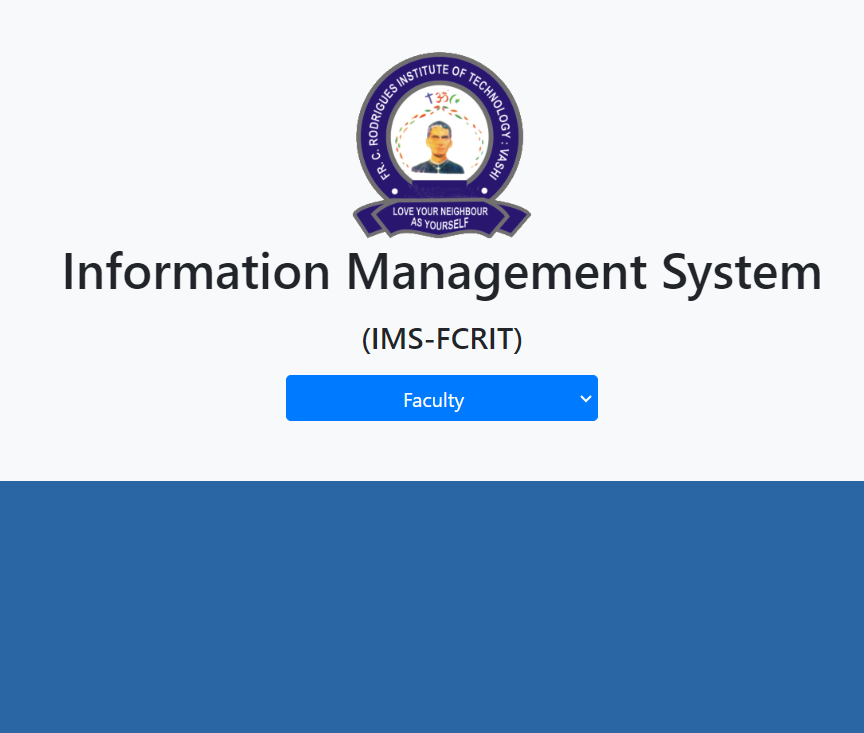 FR. C. RODRIGUES INSTITUTE OF TECHNOLOGY : VASHI
ॐ
LOVE YOUR NEIGHBOUR
AS YOURSELF
Information Management System
(IMS-FCRIT)
Faculty